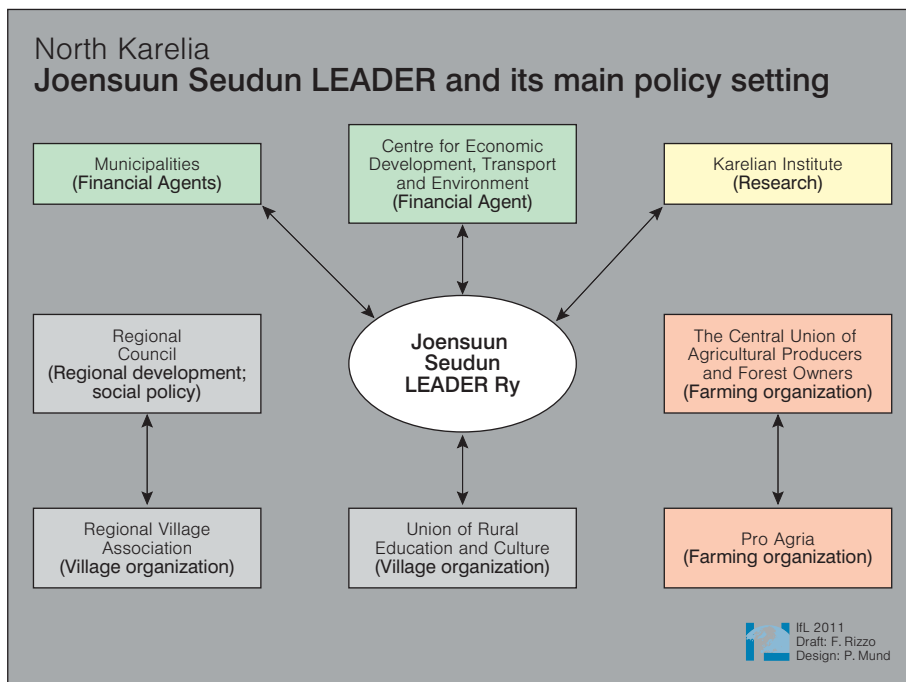 North Karelia
Joensuun Seudun LEADER and its main policy setting
Municipalities
(Financial Agents)
Centre for Economic
Development, Transport
and Environment
(Financial Agent)
Karelian Institute
(Research)
Regional
Council
(Regional development;
social policy)
Joensuun
Seudun
LEADER Ry
The Central Union of
Agricultural Producers
and Forest Owners
(Farming organization)
Regional Village
Association
(Village organization)
Union of Rural
Education and Culture
(Village organization)
Pro Agria
(Farming organization)
IfL 2011
Draft: F. Rizzo
Design: P. Mund